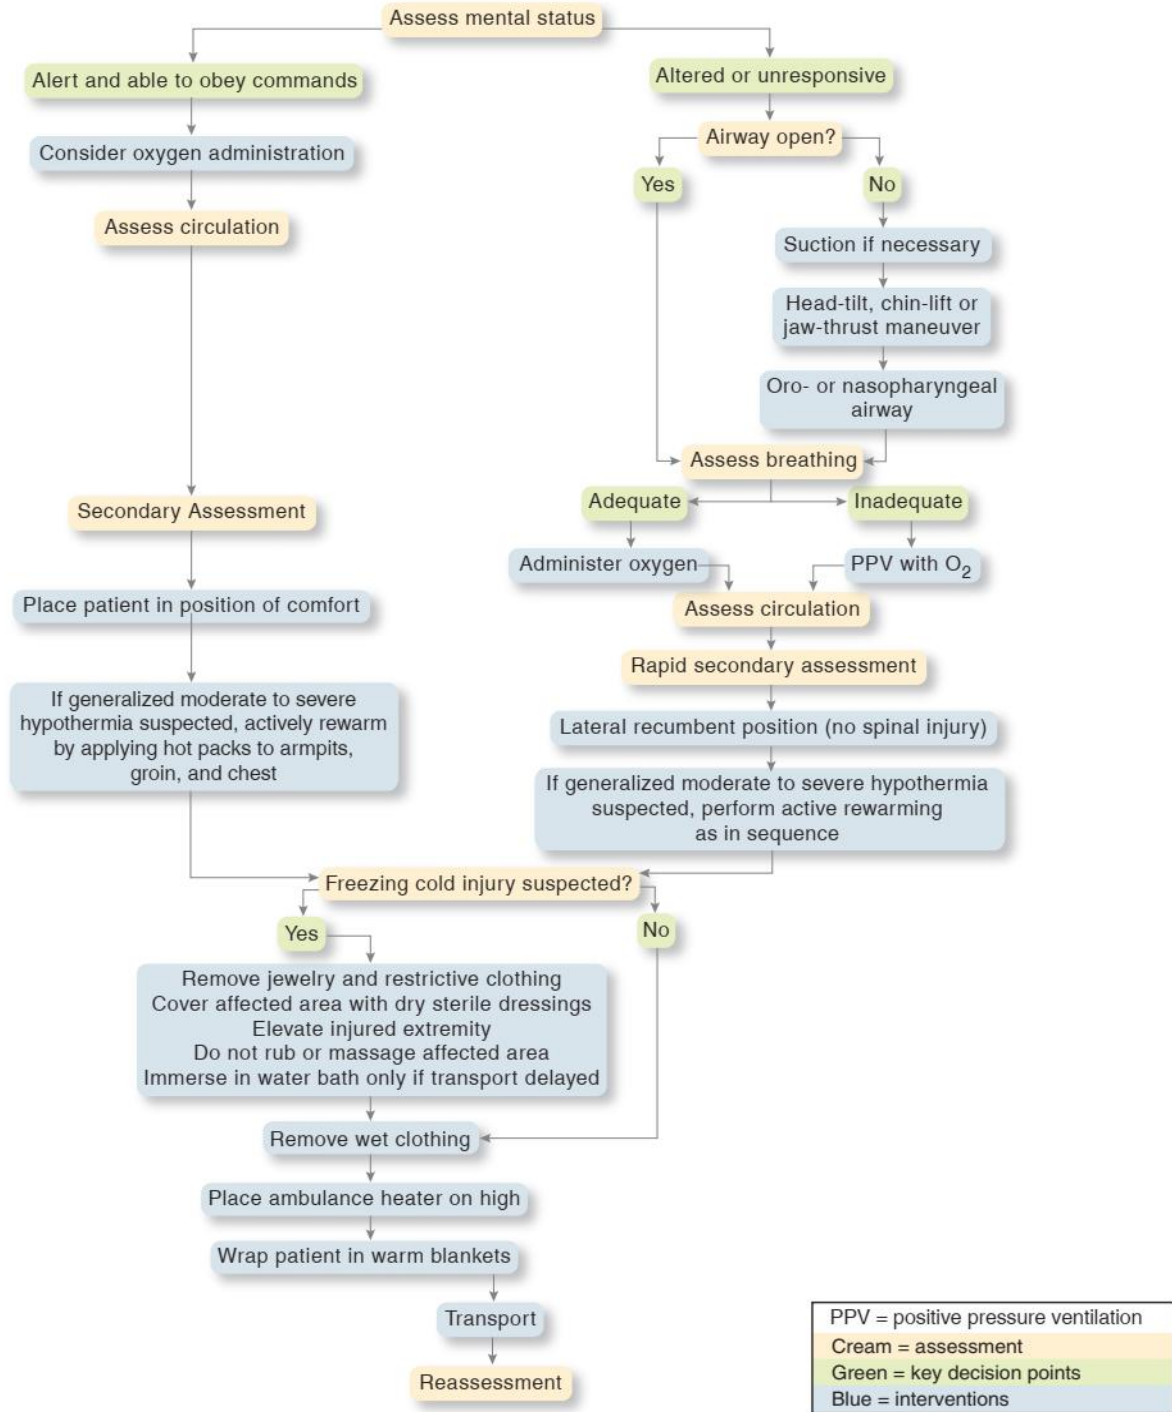 Assess mental status
Alert and able to obey commands
Altered or unresponsive
Consider oxygen administration
Airway open?
Yes
No
Assess circulation
Suction if necessary
Head-tilt, chin-lift or
jaw-thrust maneuver
Oro- or nasopharyngeal
airway
Assess breathing
Secondary Assessment
Adequate
Inadequate
Administer oxygen
PPV with O2
Place patient in position of comfort
Assess circulation
Rapid secondary assessment
If generalized moderate to severe
hypothermia suspected, actively rewarm
by applying hot packs to armpits,
groin, and chest
Lateral recumbent position (no spinal injury)
If generalized moderate to severe hypothermia
suspected, perform active rewarming
as in sequence
Freezing cold injury suspected?
Yes
No
Remove jewelry and restrictive clothing
Cover affected area with dry sterile dressings
Elevate injured extremity
Do not rub or massage affected area
Immerse in water bath only if transport delayed
Remove wet clothing
Place ambulance heater on high
Wrap patient in warm blankets
Transport
Reassessment
PPV = positive pressure ventilation
Cream = assessment
Green = key decision points
Blue = interventions